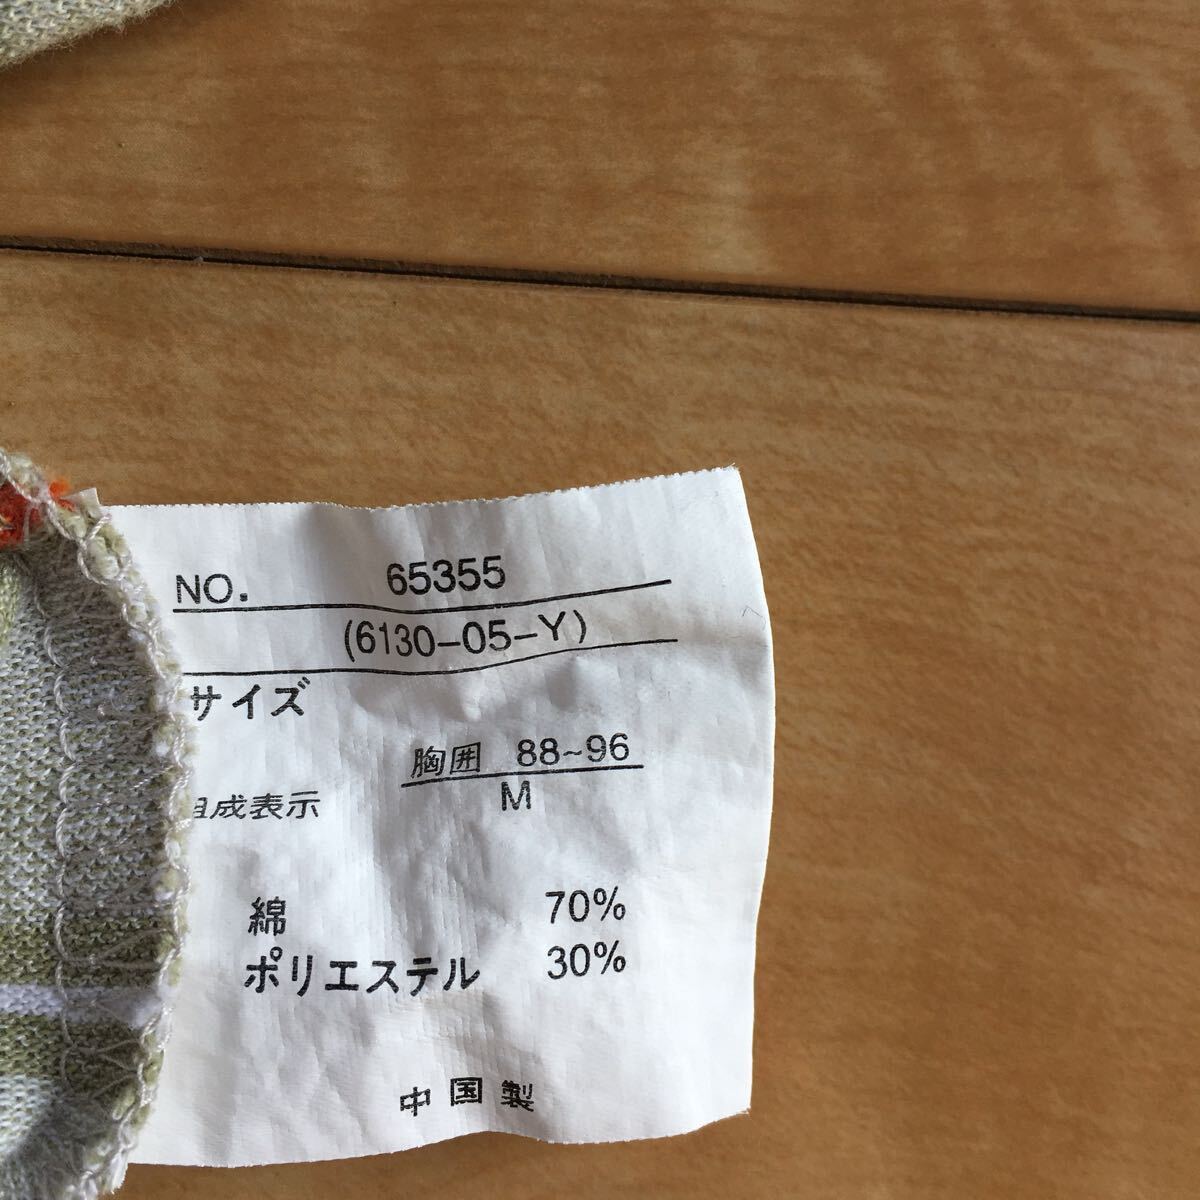 NO. 65355
(6130-05-Y)
サイズ
胸囲 88~96
M
組成表示
綿 70%
ポリエステル 30%
中国製